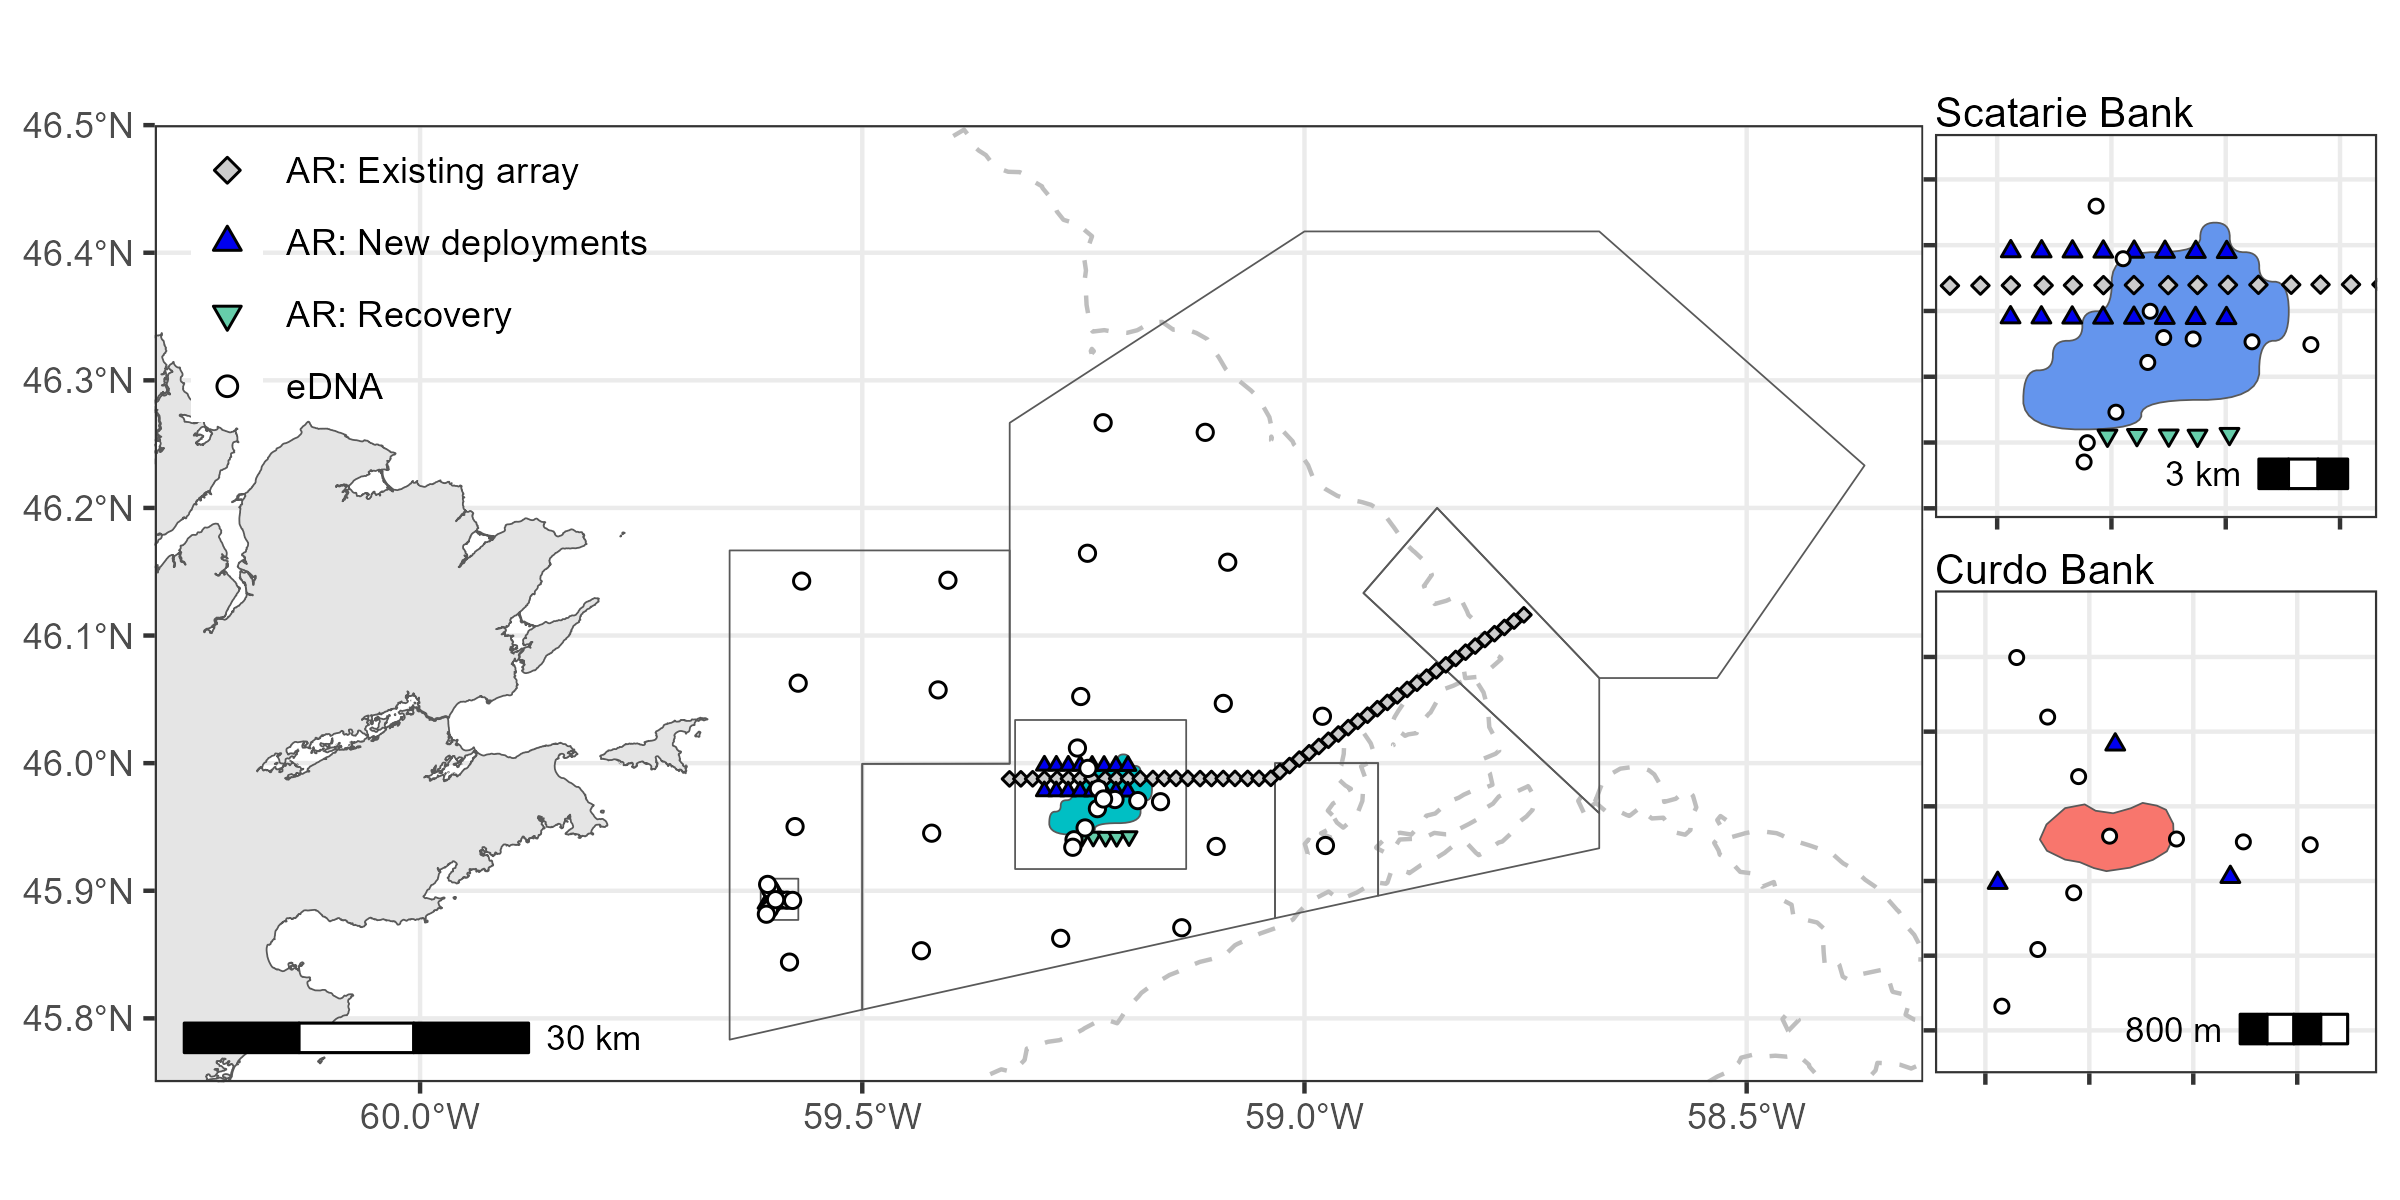 Scatarie Bank
46.5°N
AR: Existing array
AR: New deployments
46.4°N
AR: Recovery
46.3°N
eDNA
46.2°N
3 km
Curdo Bank
46.1°N
46.0°N
45.9°N
45.8°N
30 km
800 m
60.0°W
59.5°W
59.0°W
58.5°W